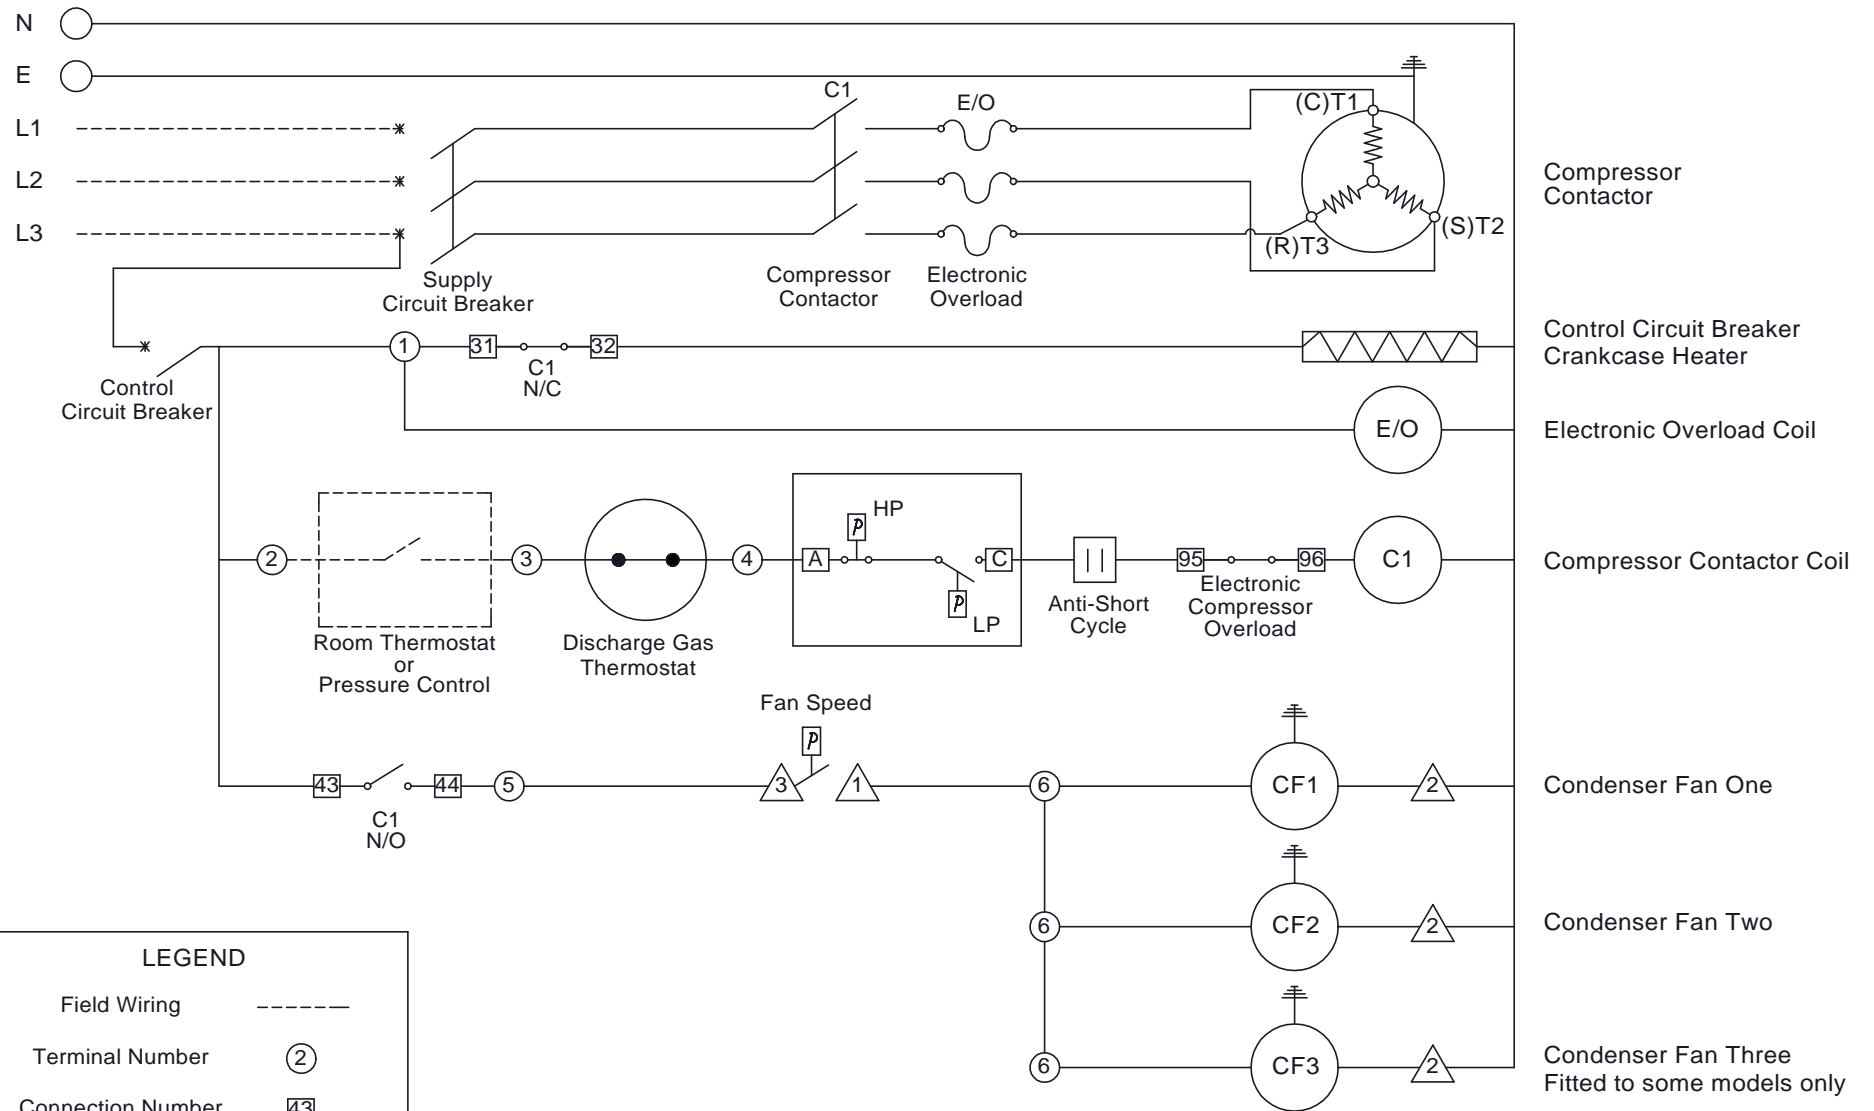 N
E
C1
E/O
(C)T1
L1
L2
L3
(S)T2
(R)T3
Compressor
Contactor
Supply
Circuit Breaker
Compressor
Contactor
Electronic
Overload
1
31
32
C1
N/C
Control Circuit Breaker
Crankcase Heater
Control
Circuit Breaker
E/O
Electronic Overload Coil
HP
P
2
3
4
A
C
95
96
C1
Compressor Contactor Coil
P
LP
Room Thermostat
or
Pressure Control
Discharge Gas
Thermostat
Anti-Short
Cycle
Electronic
Compressor
Overload
Fan Speed
P
43
44
5
3
1
6
CF1
2
Condenser Fan One
C1
N/O
6
CF2
2
Condenser Fan Two
6
CF3
2
Condenser Fan Three
Fitted to some models only
LEGEND
Field Wiring
Terminal Number
2
Connection Number
43